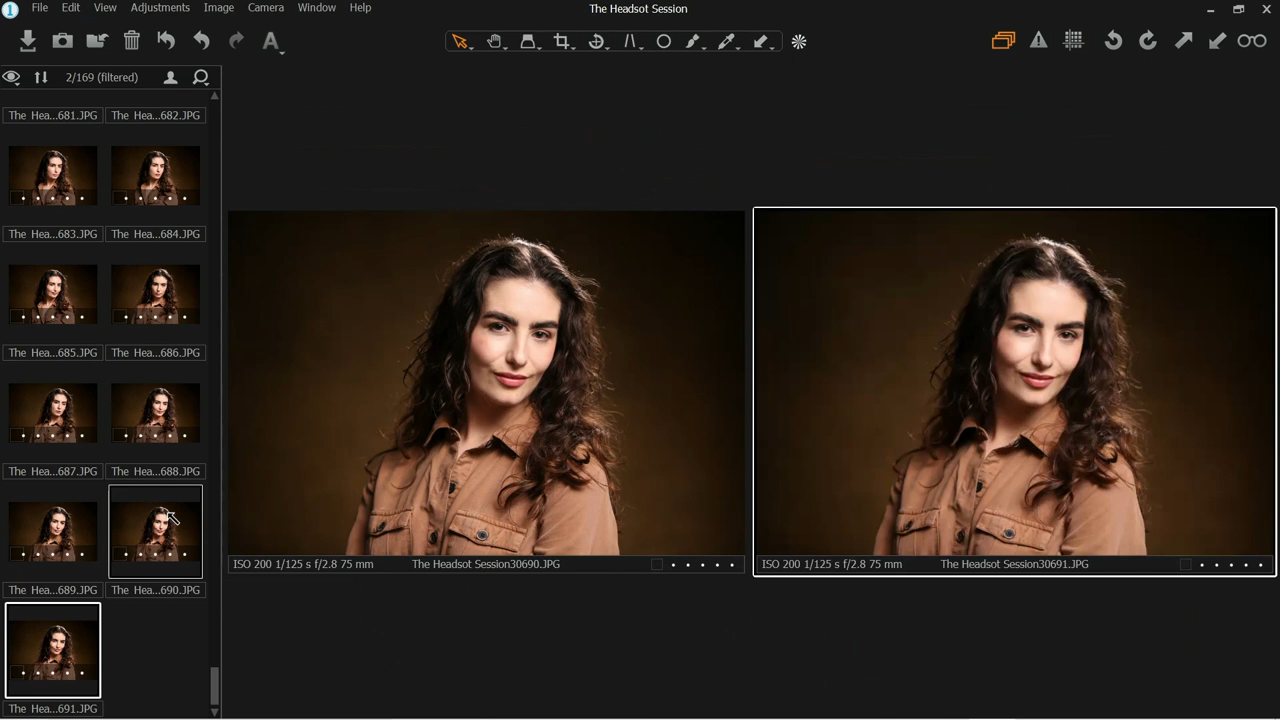 File Edit View Adjustments Image Camera Window Help
The Headsot Session
2/169 (filtered)
The Hea...681.JPG The Hea...682.JPG
The Hea...683.JPG The Hea...684.JPG
The Hea...685.JPG The Hea...686.JPG
The Hea...687.JPG The Hea...688.JPG
The Hea...689.JPG The Hea...690.JPG
The Hea...691.JPG
ISO 200 1/125 s f/2.8 75 mm The Headsot Session30690.JPG
ISO 200 1/125 s f/2.8 75 mm The Headsot Session30691.JPG